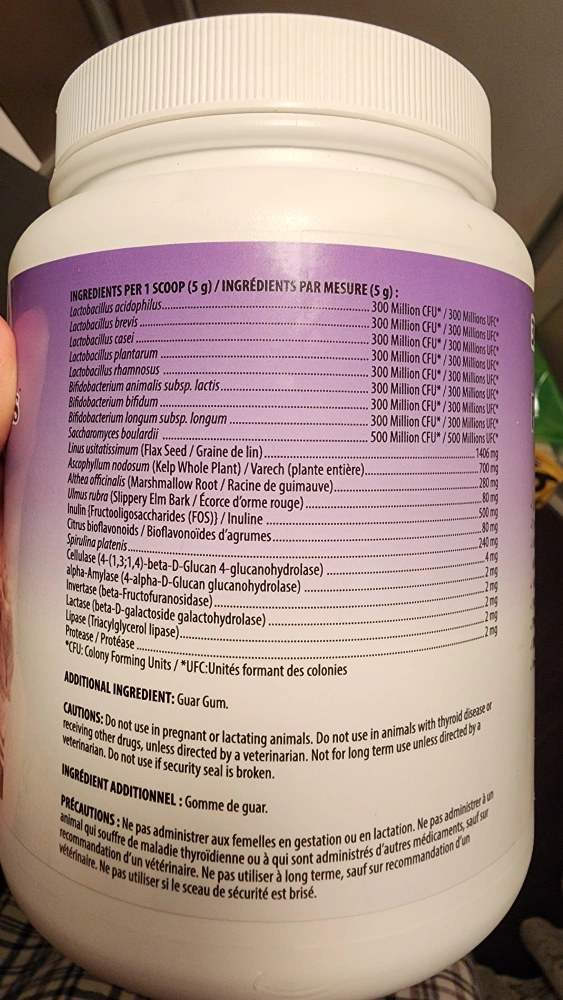 INGREDIENTS PER 1 SCOOP (5 g) / INGRÉDIENTS PAR MESURE (5 g) :
Lactobacillus acidophilus 300 Million CFU* / 300 Millions UFC*
Lactobacillus brevis 300 Million CFU* / 300 Millions UFC*
Lactobacillus casei 300 Million CFU* / 300 Millions UFC*
Lactobacillus plantarum 300 Million CFU* / 300 Millions UFC*
Lactobacillus rhamnosus 300 Million CFU* / 300 Millions UFC*
Bifidobacterium animalis subsp. lactis 300 Million CFU* / 300 Millions UFC*
Bifidobacterium bifidum 300 Million CFU* / 300 Millions UFC*
Bifidobacterium longum subsp. longum 300 Million CFU* / 300 Millions UFC*
Saccharomyces boulardii 500 Million CFU* / 500 Millions UFC*
Linus usitatissimum (Flax Seed / Graine de lin) 1406 mg
Ascophyllum nodosum (Kelp Whole Plant) / Varech (plante entière) 700 mg
Althea officinalis (Marshmallow Root / Racine de guimauve) 280 mg
Ulmus rubra (Slippery Elm Bark / Écorce d'orme rouge) 80 mg
Inulin {Fructooligosaccharides (FOS)} / Inuline 500 mg
Citrus bioflavonoids / Bioflavonoïdes d'agrumes 80 mg
Spirulina platenis 240 mg
Cellulase (4-(1,3;1,4)-beta-D-Glucan 4-glucanohydrolase) 4 mg
alpha-Amylase (4-alpha-D-Glucan glucanohydrolase) 2 mg
Invertase (beta-Fructofuranosidase) 2 mg
Lactase (beta-D-galactoside galactohydrolase) 2 mg
Lipase (Triacylglycerol lipase) 2 mg
Protease / Protéase 2 mg
*CFU: Colony Forming Units / *UFC:Unités formant des colonies
ADDITIONAL INGREDIENT: Guar Gum.
CAUTIONS: Do not use in pregnant or lactating animals. Do not use in animals with thyroid disease or
receiving other drugs, unless directed by a veterinarian. Not for long term use unless directed by a
veterinarian. Do not use if security seal is broken.
INGRÉDIENT ADDITIONNEL : Gomme de guar.
PRÉCAUTIONS : Ne pas administrer aux femelles en gestation ou en lactation. Ne pas administrer à un
animal qui souffre de maladie thyroïdienne ou à qui sont administrés d'autres médicaments, sauf sur
recommandation d'un vétérinaire. Ne pas utiliser à long terme, sauf sur recommandation d'un
vétérinaire. Ne pas utiliser si le sceau de sécurité est brisé.